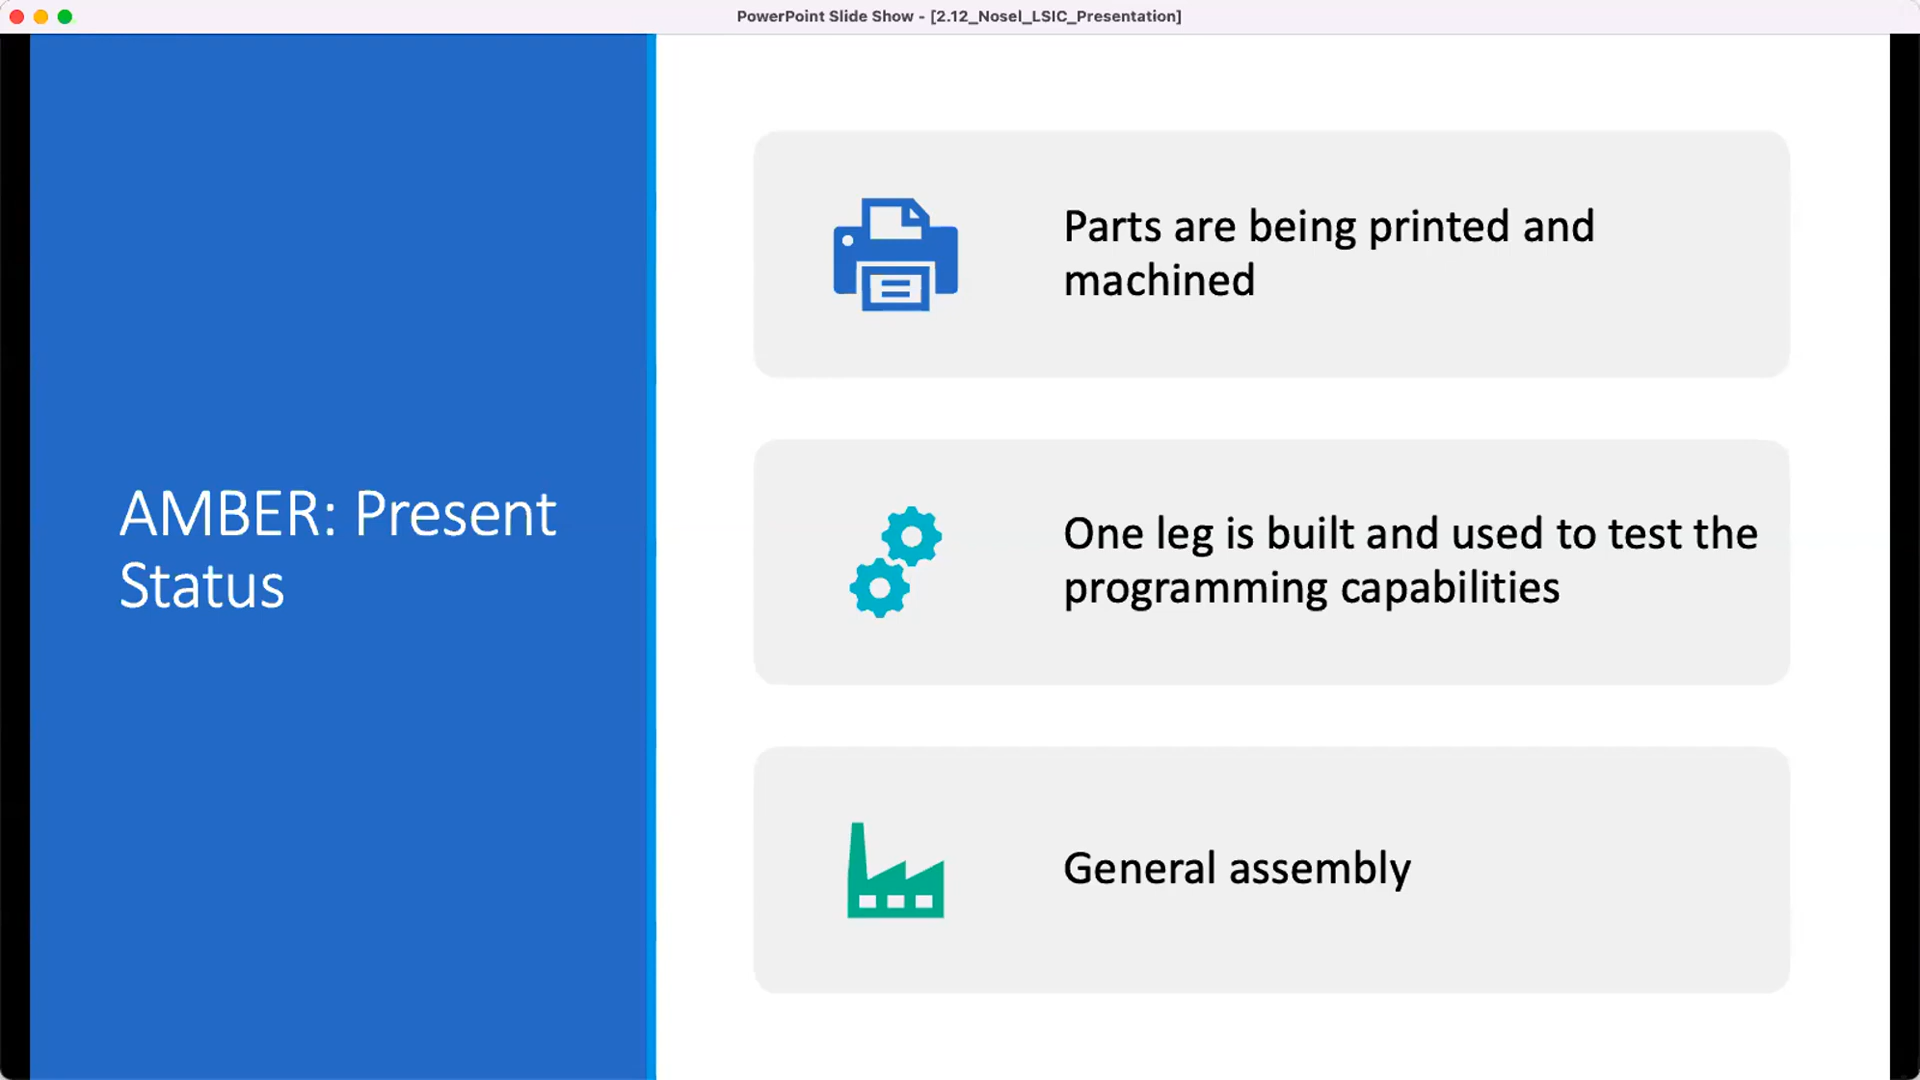 PowerPoint Slide Show - [2.12_Nosel_LSIC_Presentation]
AMBER: Present
Status
Parts are being printed and
machined
One leg is built and used to test the
programming capabilities
General assembly